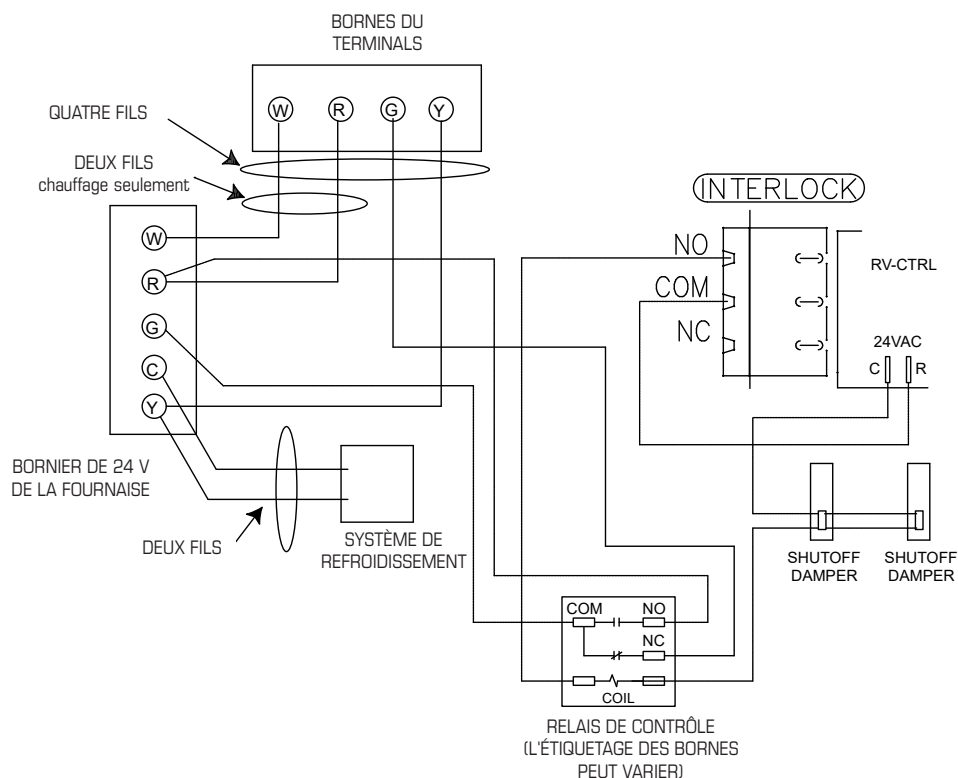 BORNES DU
TERMINALS
W R G Y
QUATRE FILS
DEUX FILS
chauffage seulement
W
R
G
C
Y
BORNIER DE 24 V
DE LA FOURNAISE
DEUX FILS
SYSTÈME DE
REFROIDISSEMENT
INTERLOCK
NO
COM
NC
RV-CTRL
24VAC
C R
SHUTOFF
DAMPER
SHUTOFF
DAMPER
COM NO
NC
COIL
RELAIS DE CONTRÔLE
(L'ÉTIQUETAGE DES BORNES
PEUT VARIER)